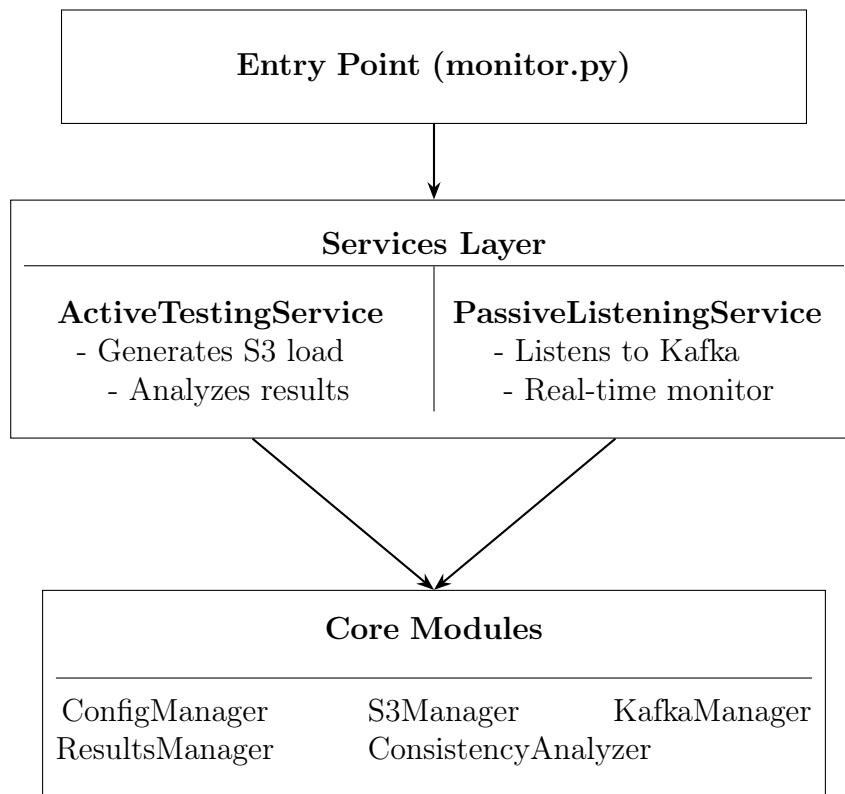 Entry Point (monitor.py)
Services Layer
ActiveTestingService
- Generates S3 load
- Analyzes results
PassiveListeningService
- Listens to Kafka
- Real-time monitor
Core Modules
ConfigManager S3Manager KafkaManager
ResultsManager ConsistencyAnalyzer